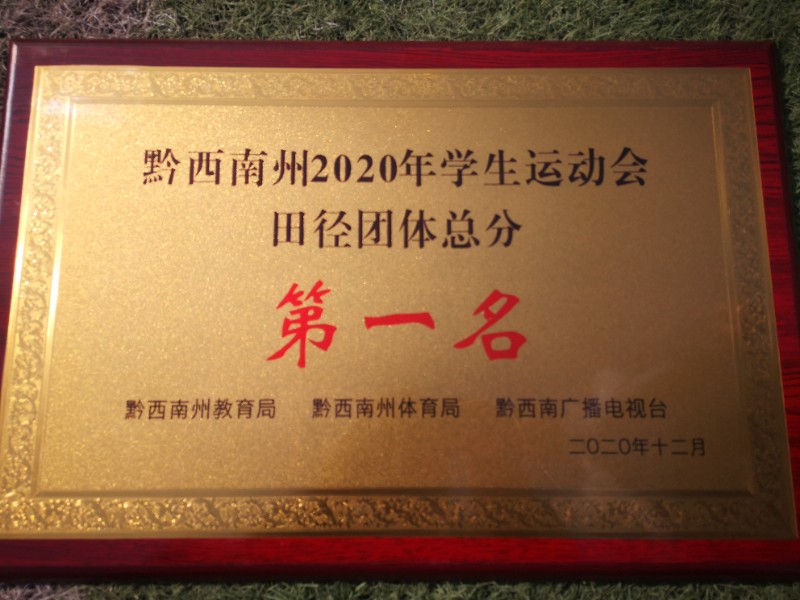 黔西南州2020年学生运动会
田径团体总分
第一名
黔西南州教育局 黔西南州体育局 黔西南广播电视台
二〇二〇年十二月